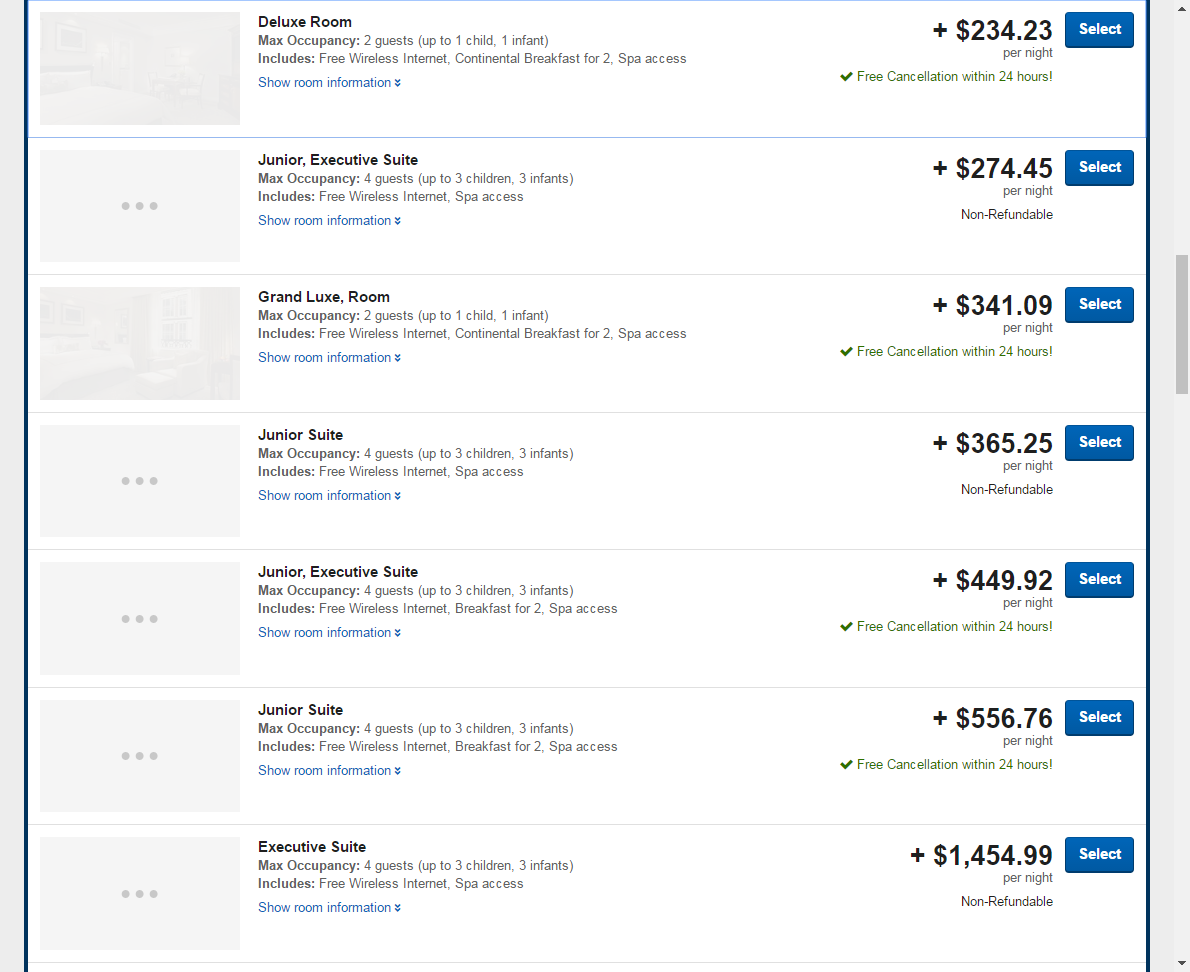 Deluxe Room
Max Occupancy: 2 guests (up to 1 child, 1 infant)
Includes: Free Wireless Internet, Continental Breakfast for 2, Spa access
Show room information
+ $234.23
per night
Free Cancellation within 24 hours!
Select
Junior, Executive Suite
Max Occupancy: 4 guests (up to 3 children, 3 infants)
Includes: Free Wireless Internet, Spa access
Show room information
+ $274.45
per night
Non-Refundable
Select
Grand Luxe, Room
Max Occupancy: 2 guests (up to 1 child, 1 infant)
Includes: Free Wireless Internet, Continental Breakfast for 2, Spa access
Show room information
+ $341.09
per night
Free Cancellation within 24 hours!
Select
Junior Suite
Max Occupancy: 4 guests (up to 3 children, 3 infants)
Includes: Free Wireless Internet, Spa access
Show room information
+ $365.25
per night
Non-Refundable
Select
Junior, Executive Suite
Max Occupancy: 4 guests (up to 3 children, 3 infants)
Includes: Free Wireless Internet, Breakfast for 2, Spa access
Show room information
+ $449.92
per night
Free Cancellation within 24 hours!
Select
Junior Suite
Max Occupancy: 4 guests (up to 3 children, 3 infants)
Includes: Free Wireless Internet, Breakfast for 2, Spa access
Show room information
+ $556.76
per night
Free Cancellation within 24 hours!
Select
Executive Suite
Max Occupancy: 4 guests (up to 3 children, 3 infants)
Includes: Free Wireless Internet, Spa access
Show room information
+ $1,454.99
per night
Non-Refundable
Select